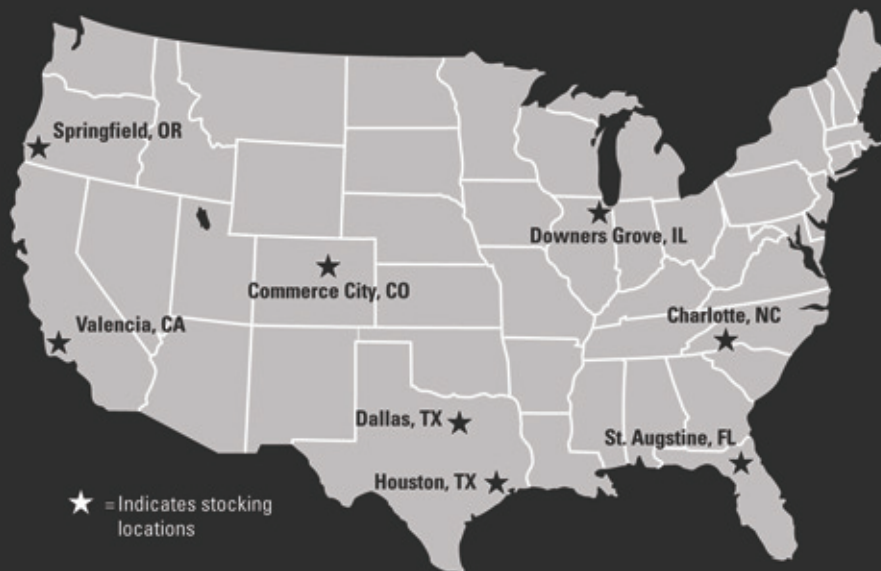 Springfield, OR
Downers Grove, IL
Commerce City, CO
Charlotte, NC
Valencia, CA
Dallas, TX
St. Augstine, FL
Houston, TX
= Indicates stocking
locations